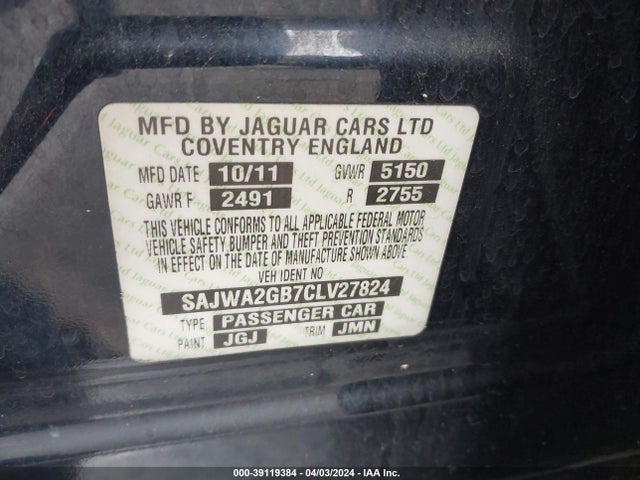 MFD BY JAGUAR CARS LTD
COVENTRY ENGLAND
MFD DATE 10/11 GVWR 5150
GAWR F 2491 R 2755
THIS VEHICLE CONFORMS TO ALL APPLICABLE FEDERAL MOTOR
VEHICLE SAFETY BUMPER AND THEFT PREVENTION STANDARDS
IN EFFECT ON THE DATE OF MANUFACTURE SHOWN ABOVE
VEH IDENT NO
SAJWA2GB7CLV27824
TYPE PASSENGER CAR
PAINT JGJ TRIM JMN
000-39119384 - 04/03/2024 - IAA Inc.